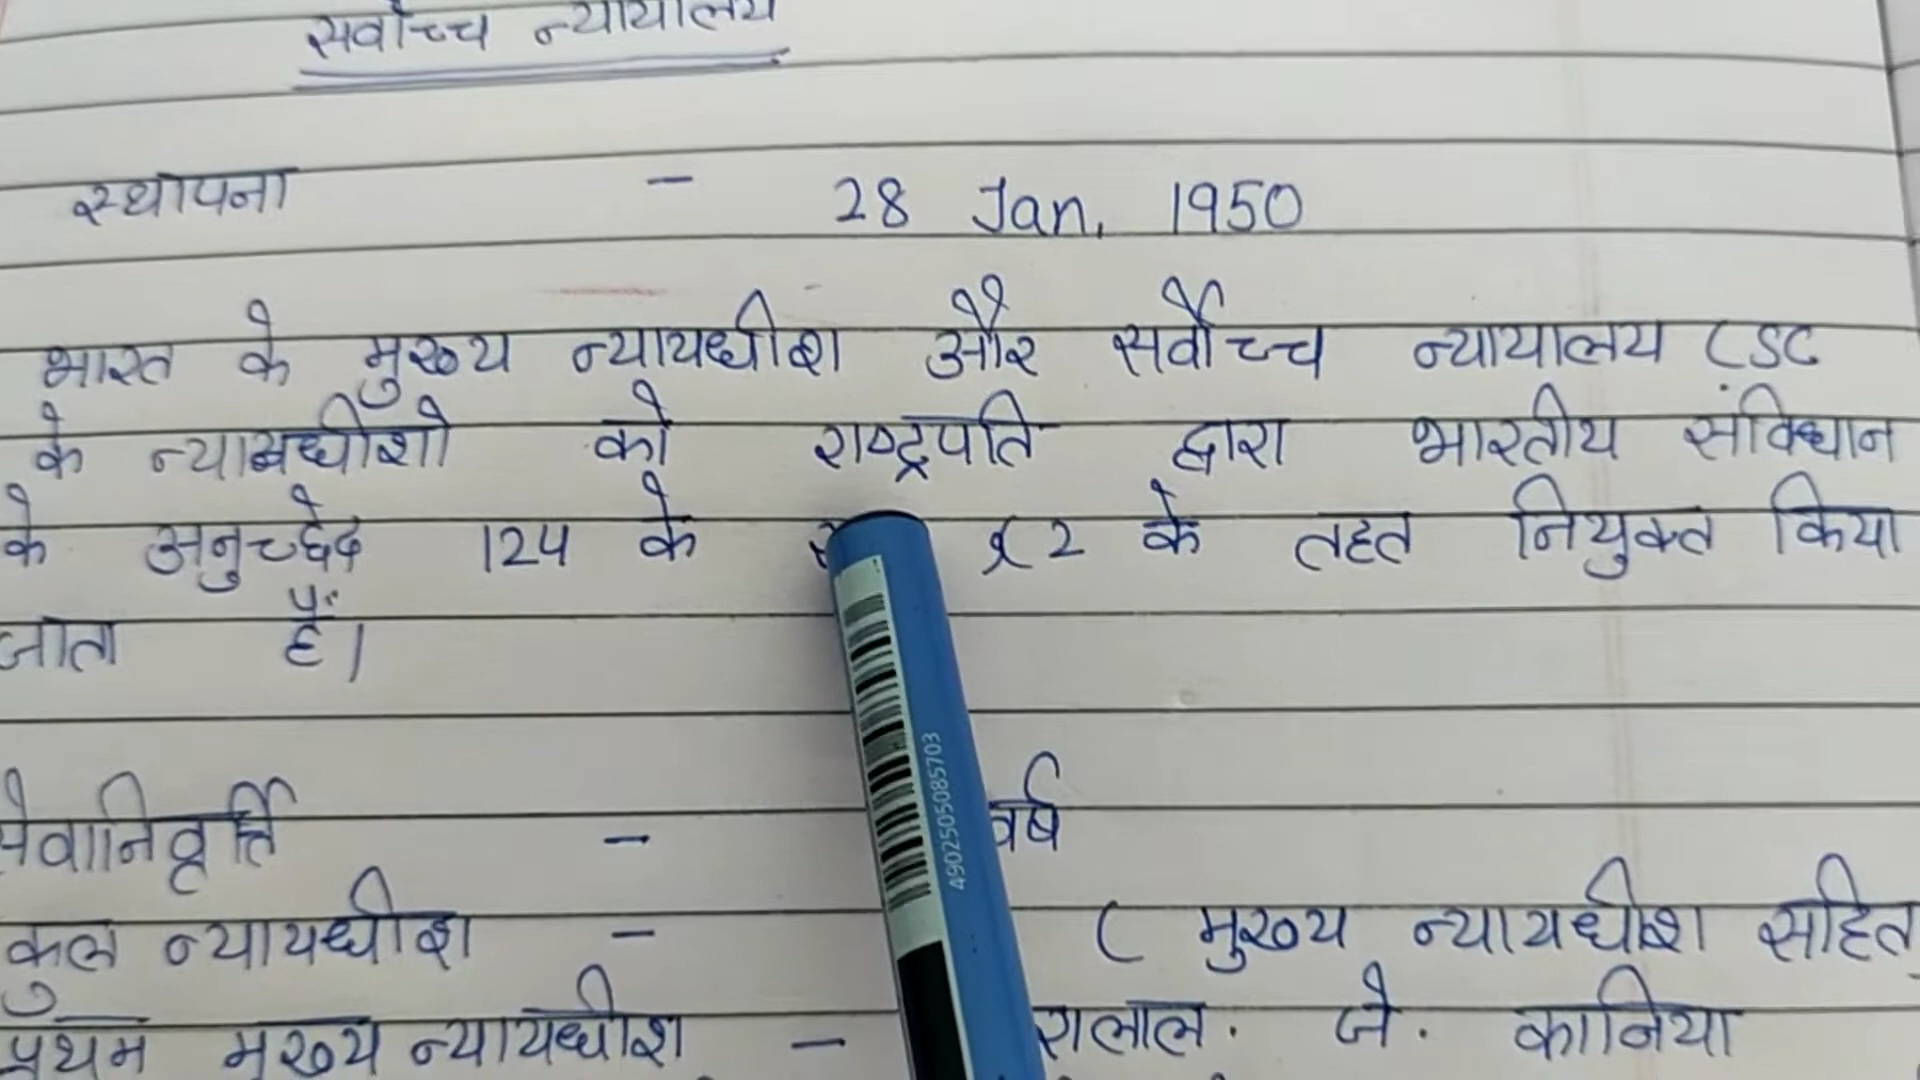 सर्वोच्च न्यायालय
स्थापना - 28 Jan, 1950
भारत के मुख्य न्यायधीश और सर्वोच्च न्यायालय (SC
के न्यायधीशो को राष्ट्रपति द्वारा भारतीय संविधान
के अनुच्छेद 124 के 2 के तहत नियुक्त किया
जाता हैं।
सेवानिवृर्त्ति - वर्ष
कुल न्यायधीश - ( मुख्य न्यायधीश सहित
प्रथम मुख्य न्यायधीश - रालाल. जे. कानिया
4902505085703